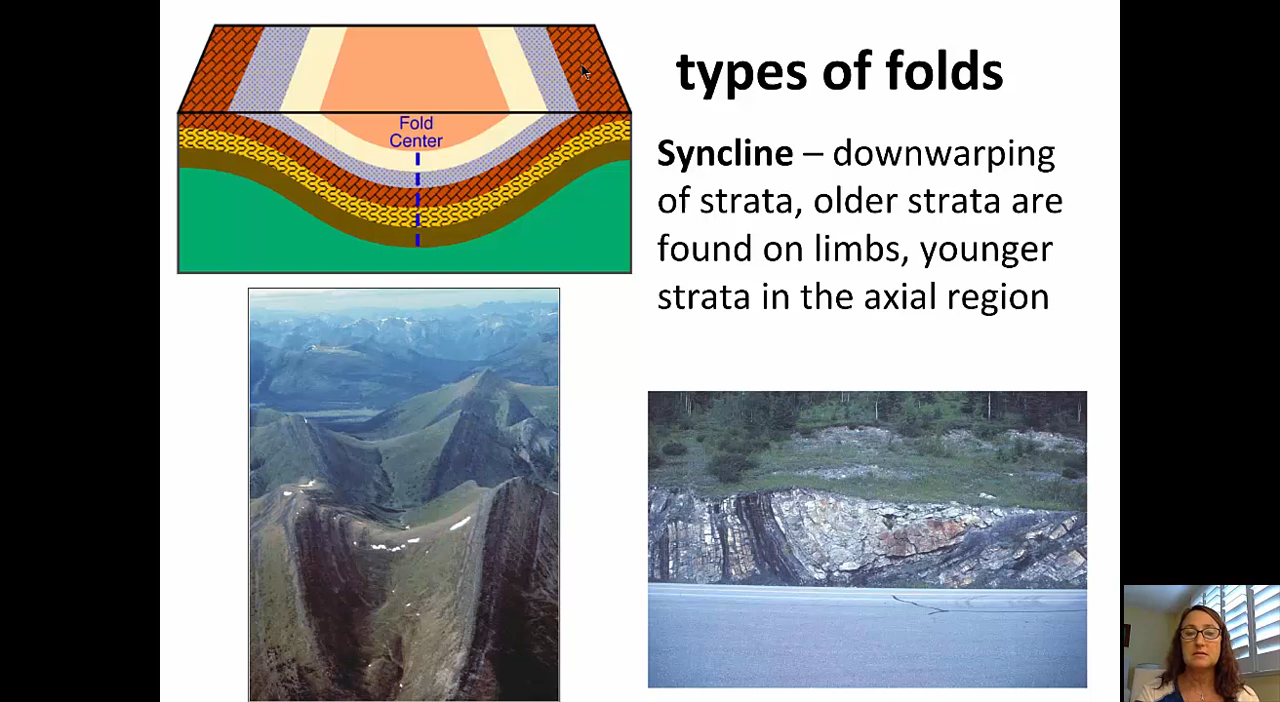 types of folds
Syncline – downwarping
of strata, older strata are
found on limbs, younger
strata in the axial region
Fold
Center